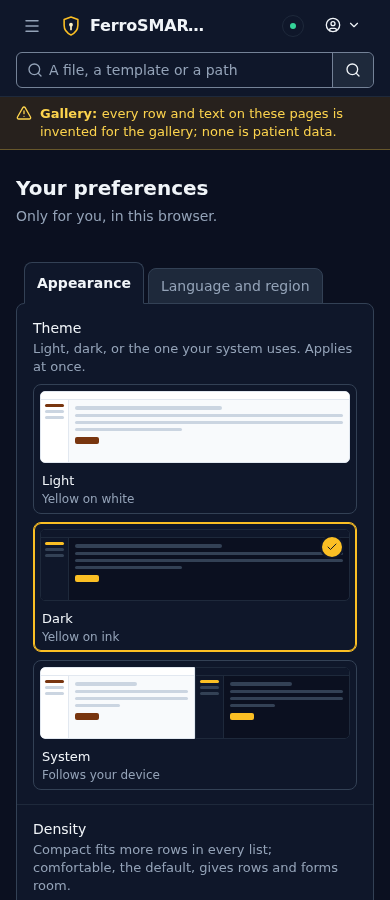 FerroSMAR…
A file, a template or a path
Gallery: every row and text on these pages is
invented for the gallery; none is patient data.
Your preferences
Only for you, in this browser.
Appearance
Language and region
Theme
Light, dark, or the one your system uses. Applies
at once.
Light
Yellow on white
Dark
Yellow on ink
System
Follows your device
Density
Compact fits more rows in every list;
comfortable, the default, gives rows and forms
room.